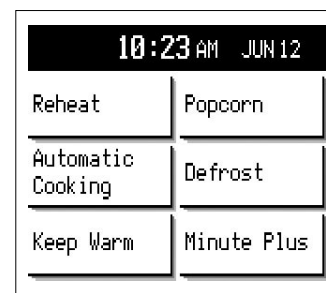 10:23 AM JUN 12
Reheat
Popcorn
Automatic
Cooking
Defrost
Keep Warm
Minute Plus